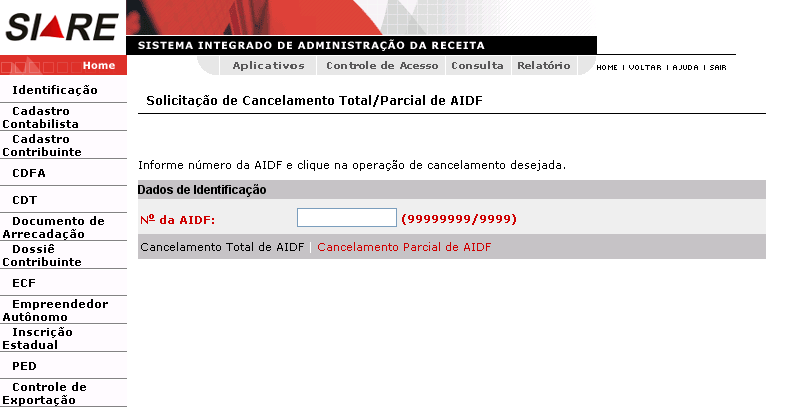 SIARE
SISTEMA INTEGRADO DE ADMINISTRAÇÃO DA RECEITA
Home
Aplicativos Controle de Acesso Consulta Relatório HOME | VOLTAR | AJUDA | SAIR
Identificação
Cadastro
Contabilista
Cadastro
Contribuinte
CDFA
CDT
Documento de
Arrecadação
Dossiê
Contribuinte
ECF
Empreendedor
Autônomo
Inscrição
Estadual
PED
Controle de
Exportação
Solicitação de Cancelamento Total/Parcial de AIDF
Informe número da AIDF e clique na operação de cancelamento desejada.
Dados de Identificação
Nº da AIDF: (99999999/9999)
Cancelamento Total de AIDF | Cancelamento Parcial de AIDF